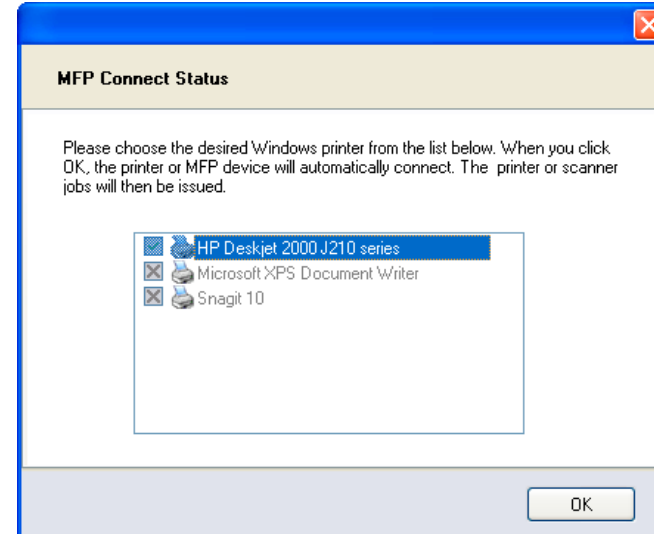 MFP Connect Status
Please choose the desired Windows printer from the list below. When you click
OK, the printer or MFP device will automatically connect. The printer or scanner
jobs will then be issued.
HP Deskjet 2000 J210 series
Microsoft XPS Document Writer
Snagit 10
OK